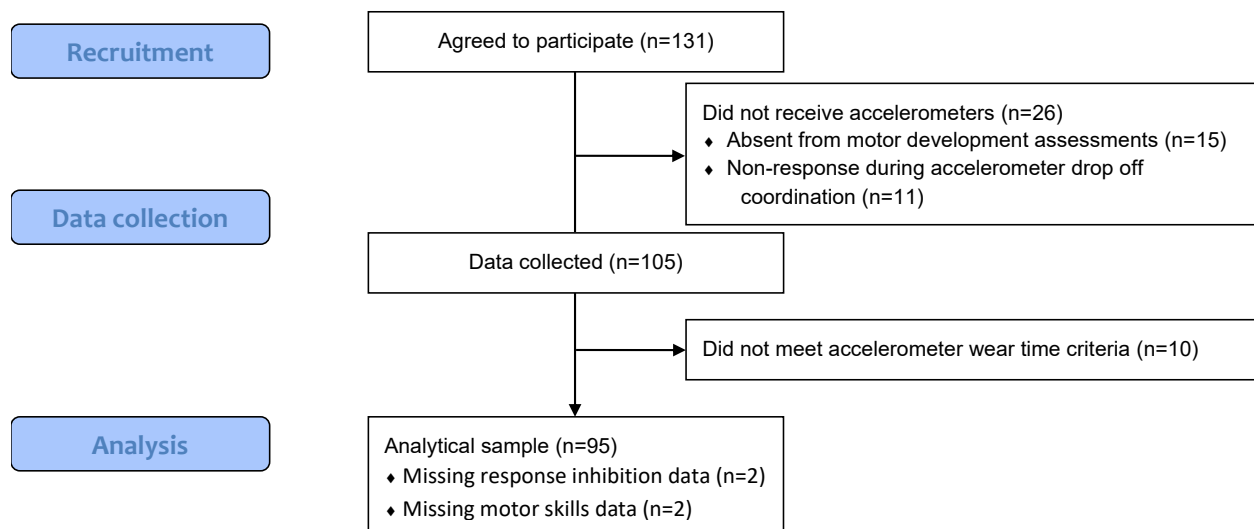 Recruitment
Agreed to participate (n=131)
Did not receive accelerometers (n=26)
♦ Absent from motor development assessments (n=15)
♦ Non-response during accelerometer drop off
coordination (n=11)
Data collection
Data collected (n=105)
Did not meet accelerometer wear time criteria (n=10)
Analysis
Analytical sample (n=95)
♦ Missing response inhibition data (n=2)
♦ Missing motor skills data (n=2)